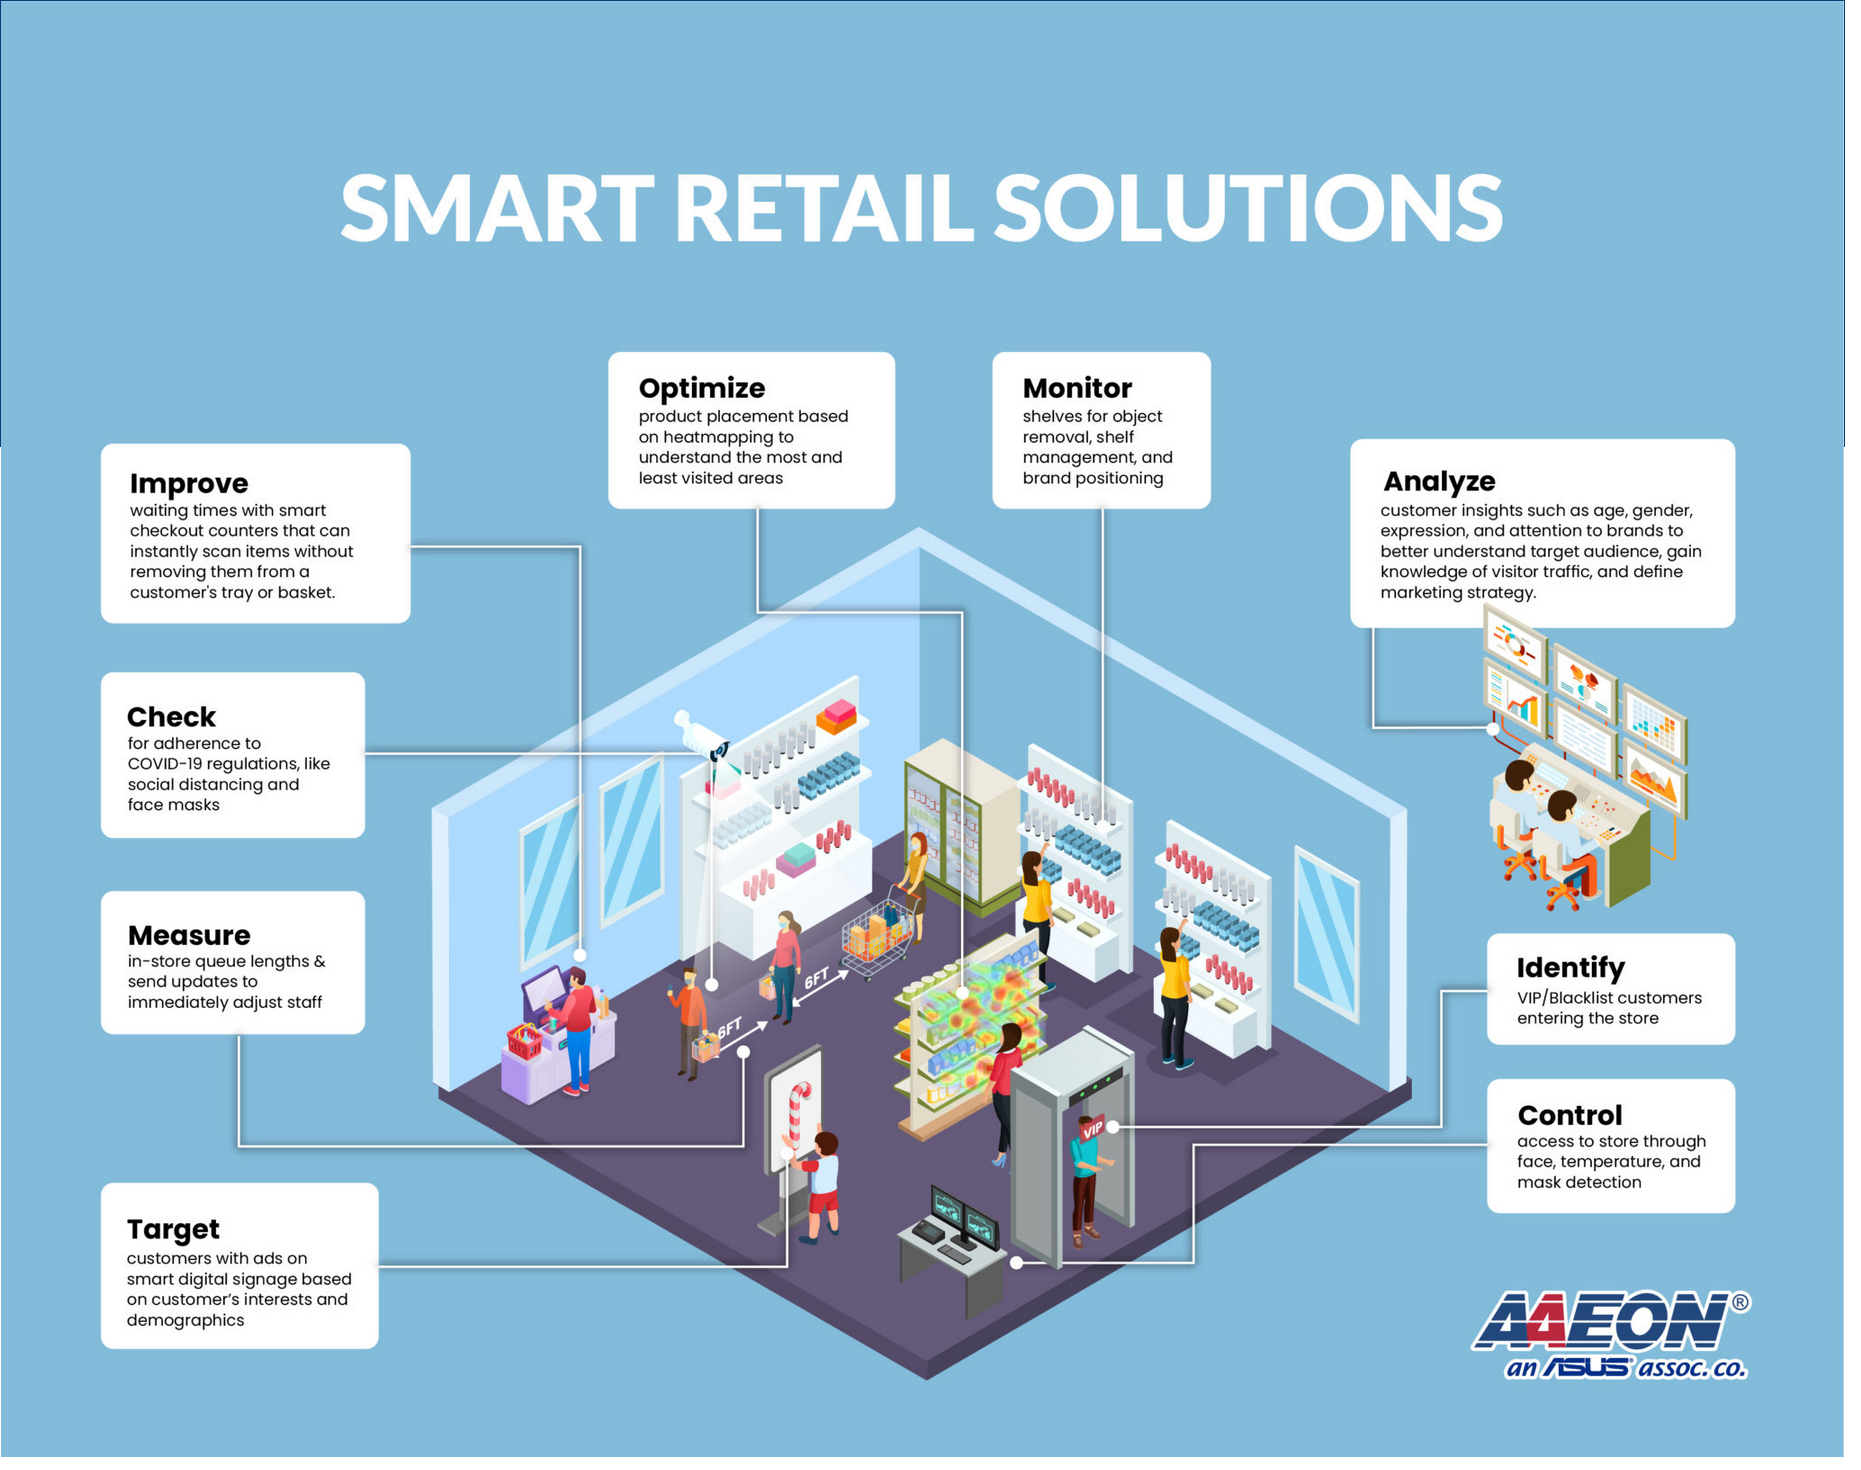 SMART RETAIL SOLUTIONS
Optimize
product placement based
on heatmapping to
understand the most and
least visited areas
Monitor
shelves for object
removal, shelf
management, and
brand positioning
Improve
waiting times with smart
checkout counters that can
instantly scan items without
removing them from a
customer's tray or basket.
Analyze
customer insights such as age, gender,
expression, and attention to brands to
better understand target audience, gain
knowledge of visitor traffic, and define
marketing strategy.
Check
for adherence to
COVID-19 regulations, like
social distancing and
face masks
Measure
in-store queue lengths &
send updates to
immediately adjust staff
6FT
6FT
Identify
VIP/Blacklist customers
entering the store
VIP
Control
access to store through
face, temperature, and
mask detection
Target
customers with ads on
smart digital signage based
on customer’s interests and
demographics
AAEON®
an ASUS assoc. co.